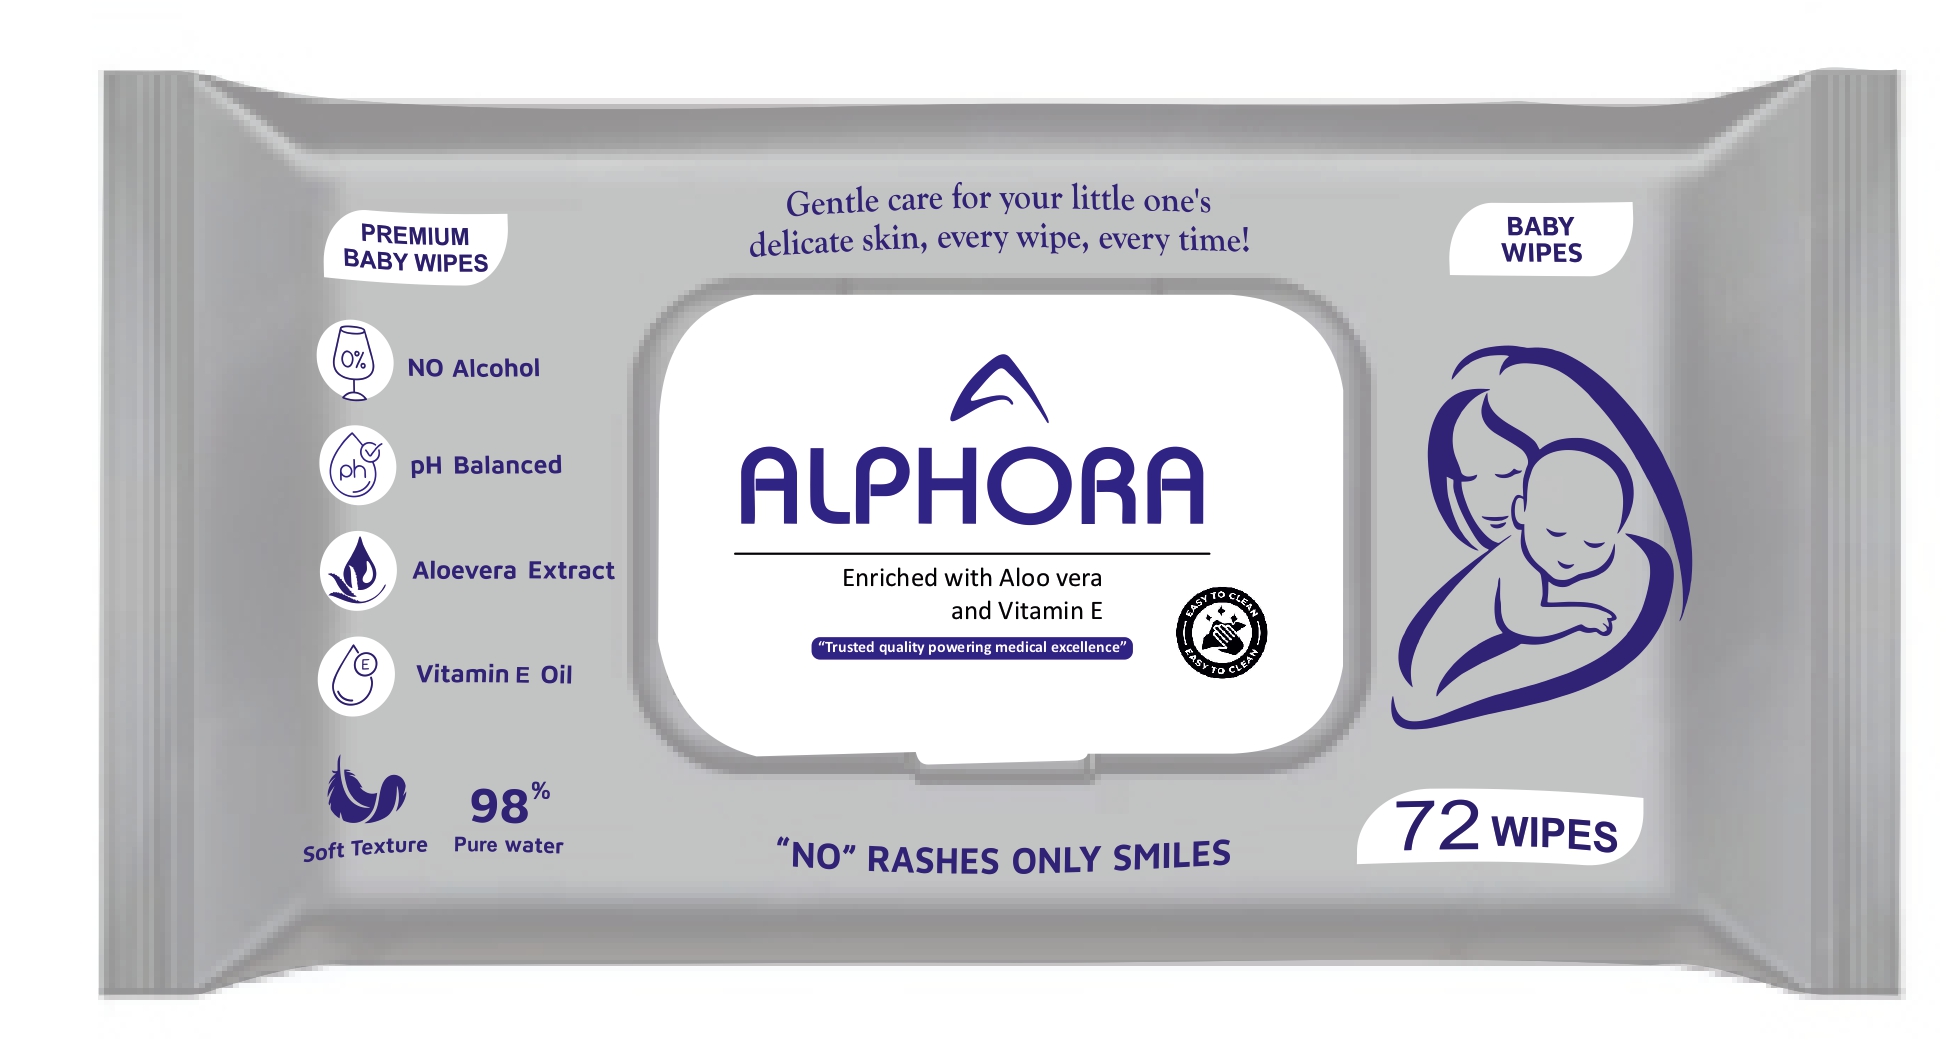 Gentle care for your little one's
delicate skin, every wipe, every time!
PREMIUM
BABY WIPES
BABY
WIPES
0%
NO Alcohol
ph
pH Balanced
Aloevera Extract
E
Vitamin E Oil
Soft Texture
98%
Pure water
ALPHORA
Enriched with Aloo vera
and Vitamin E
“Trusted quality powering medical excellence”
EASY TO CLEAN
EASY TO CLEAN
“NO” RASHES ONLY SMILES
72 WIPES